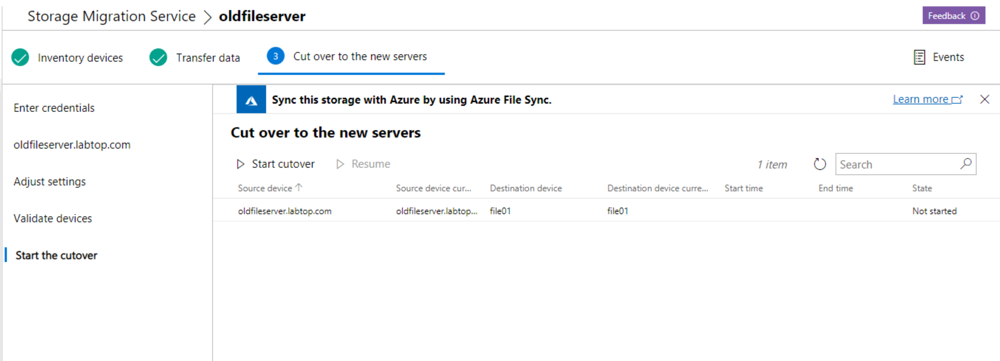 Storage Migration Service > oldfileserver
Feedback
Inventory devices
Transfer data
3 Cut over to the new servers
Events
Enter credentials
oldfileserver.labtop.com
Adjust settings
Validate devices
Start the cutover
Sync this storage with Azure by using Azure File Sync.
Learn more
Cut over to the new servers
Start cutover Resume
1 item
Search
Source device Source device cur... Destination device Destination device curre... Start time End time State
oldfileserver.labtop.com oldfileserver.labtop... file01 file01 Not started